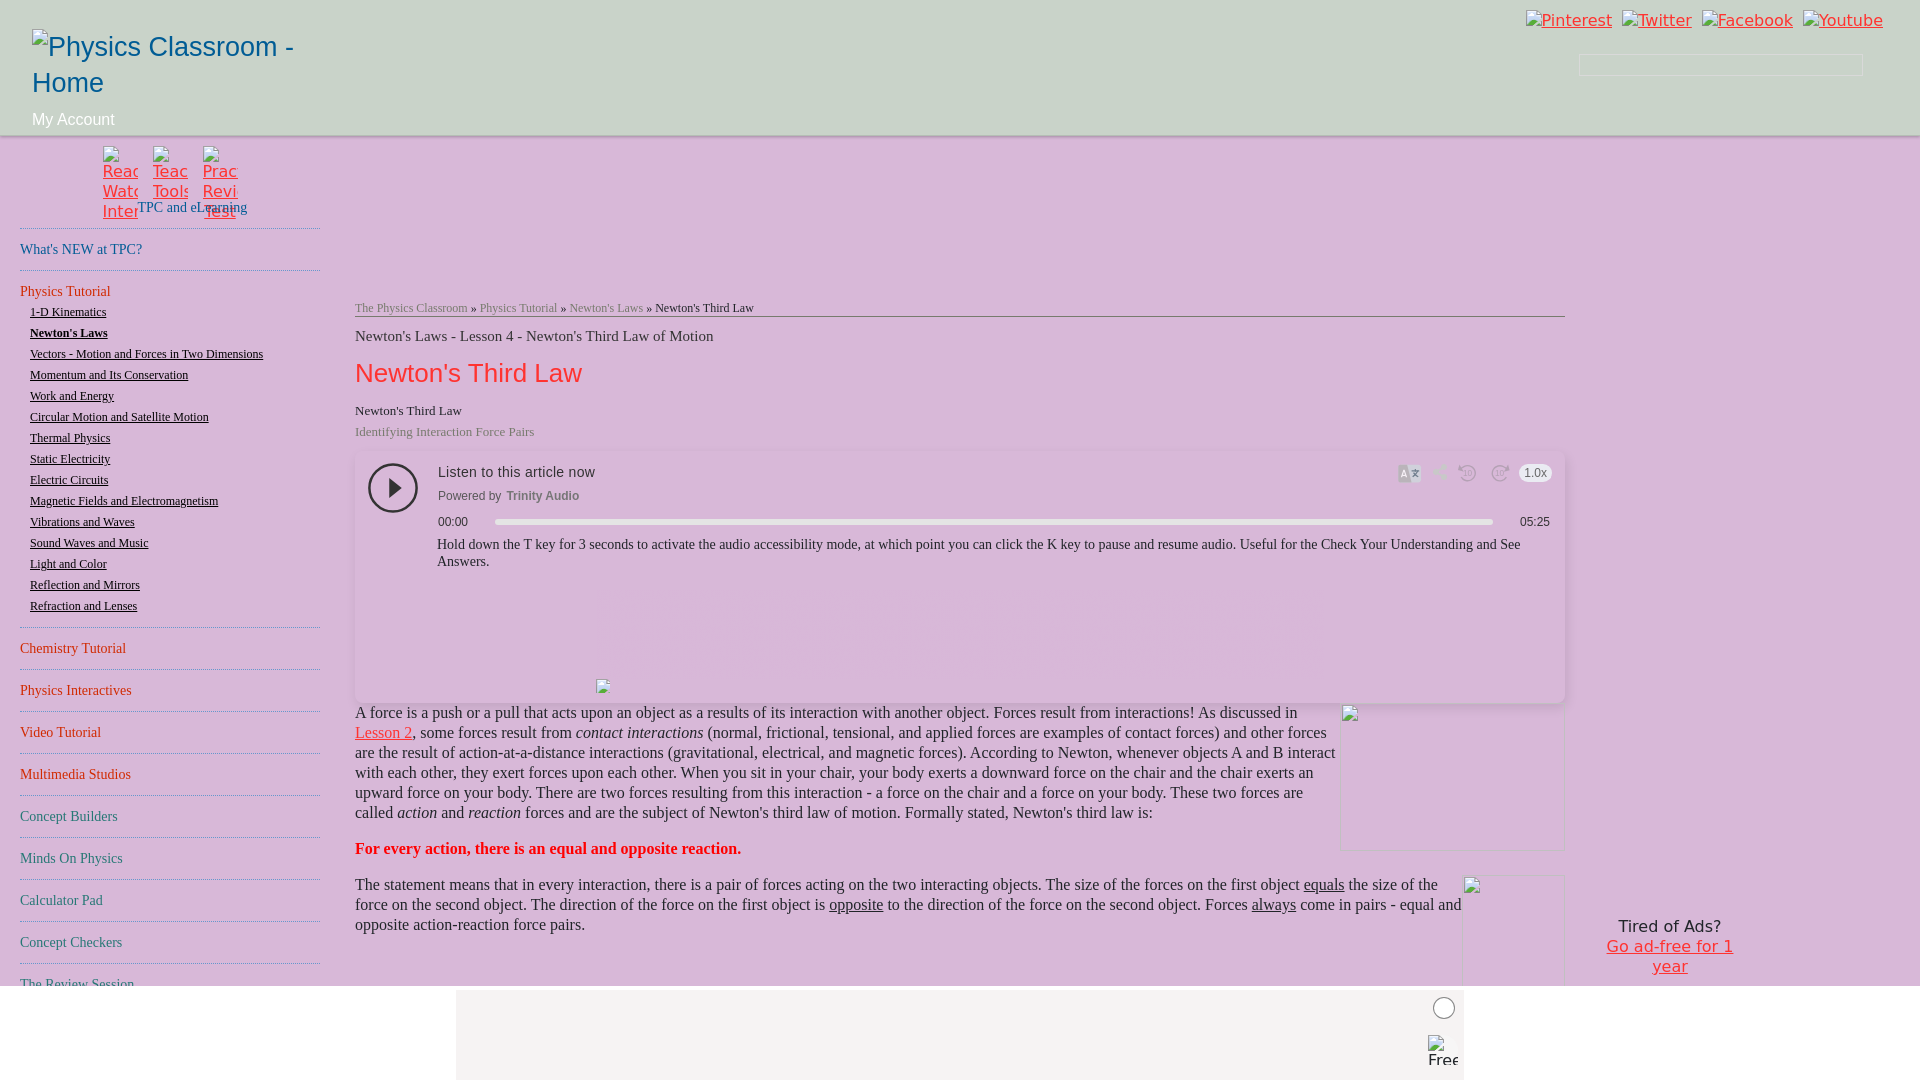 Pinterest Twitter Facebook Youtube
Physics Classroom -
Home
My Account
TPC and eLearning
What's NEW at TPC?
Physics Tutorial
1-D Kinematics
Newton's Laws
Vectors - Motion and Forces in Two Dimensions
Momentum and Its Conservation
Work and Energy
Circular Motion and Satellite Motion
Thermal Physics
Static Electricity
Electric Circuits
Magnetic Fields and Electromagnetism
Vibrations and Waves
Sound Waves and Music
Light and Color
Reflection and Mirrors
Refraction and Lenses
Chemistry Tutorial
Physics Interactives
Video Tutorial
Multimedia Studios
Concept Builders
Minds On Physics
Calculator Pad
Concept Checkers
The Review Session
The Physics Classroom » Physics Tutorial » Newton's Laws » Newton's Third Law
Newton's Laws - Lesson 4 - Newton's Third Law of Motion
Newton's Third Law
Newton's Third Law
Identifying Interaction Force Pairs
Listen to this article now
1.0x
Powered by Trinity Audio
00:00
05:25
Hold down the T key for 3 seconds to activate the audio accessibility mode, at which point you can click the K key to pause and resume audio. Useful for the Check Your Understanding and See
Answers.
A force is a push or a pull that acts upon an object as a results of its interaction with another object. Forces result from interactions! As discussed in
Lesson 2, some forces result from contact interactions (normal, frictional, tensional, and applied forces are examples of contact forces) and other forces
are the result of action-at-a-distance interactions (gravitational, electrical, and magnetic forces). According to Newton, whenever objects A and B interact
with each other, they exert forces upon each other. When you sit in your chair, your body exerts a downward force on the chair and the chair exerts an
upward force on your body. There are two forces resulting from this interaction - a force on the chair and a force on your body. These two forces are
called action and reaction forces and are the subject of Newton's third law of motion. Formally stated, Newton's third law is:
For every action, there is an equal and opposite reaction.
The statement means that in every interaction, there is a pair of forces acting on the two interacting objects. The size of the forces on the first object equals the size of the
force on the second object. The direction of the force on the first object is opposite to the direction of the force on the second object. Forces always come in pairs - equal and
opposite action-reaction force pairs.
Tired of Ads?
Go ad-free for 1
year